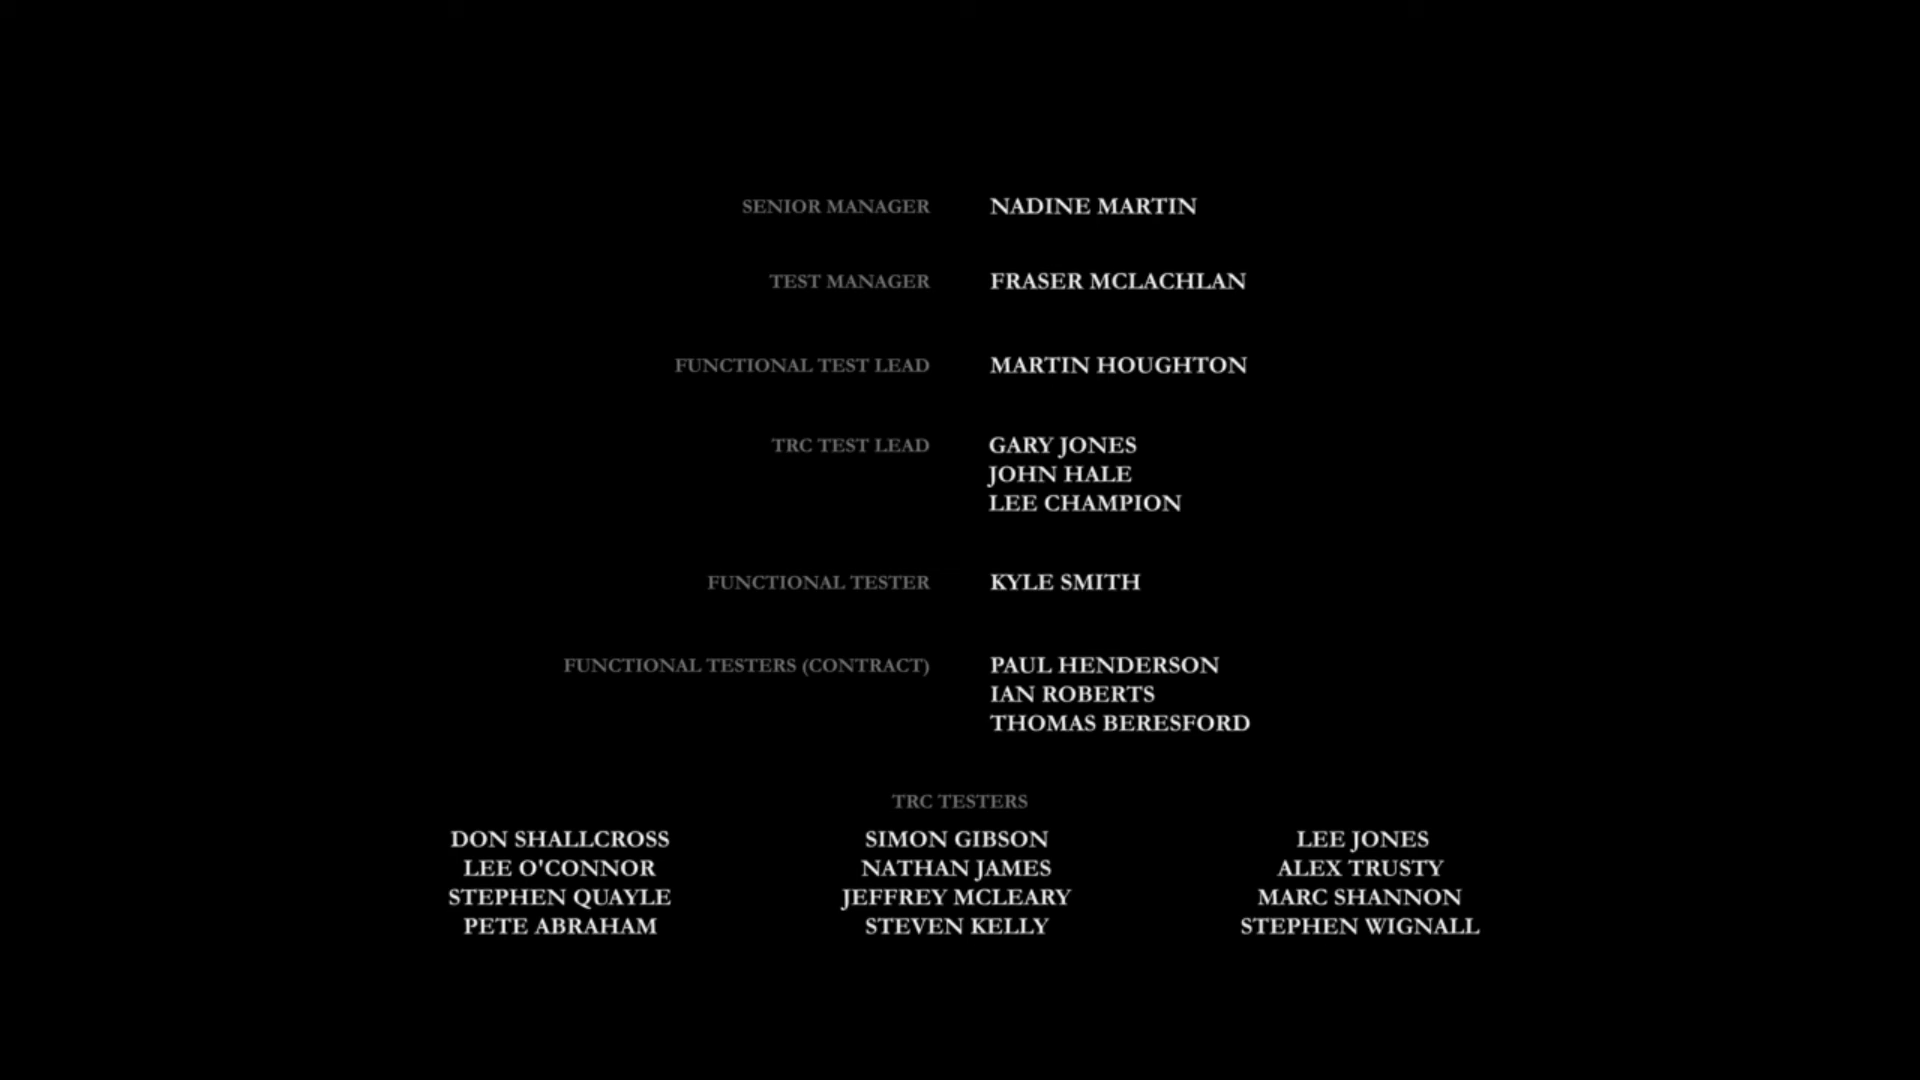 SENIOR MANAGER NADINE MARTIN
TEST MANAGER FRASER MCLACHLAN
FUNCTIONAL TEST LEAD MARTIN HOUGHTON
TRC TEST LEAD GARY JONES
JOHN HALE
LEE CHAMPION
FUNCTIONAL TESTER KYLE SMITH
FUNCTIONAL TESTERS (CONTRACT) PAUL HENDERSON
IAN ROBERTS
THOMAS BERESFORD
TRC TESTERS
DON SHALLCROSS SIMON GIBSON LEE JONES
LEE O'CONNOR NATHAN JAMES ALEX TRUSTY
STEPHEN QUAYLE JEFFREY MCLEARY MARC SHANNON
PETE ABRAHAM STEVEN KELLY STEPHEN WIGNALL